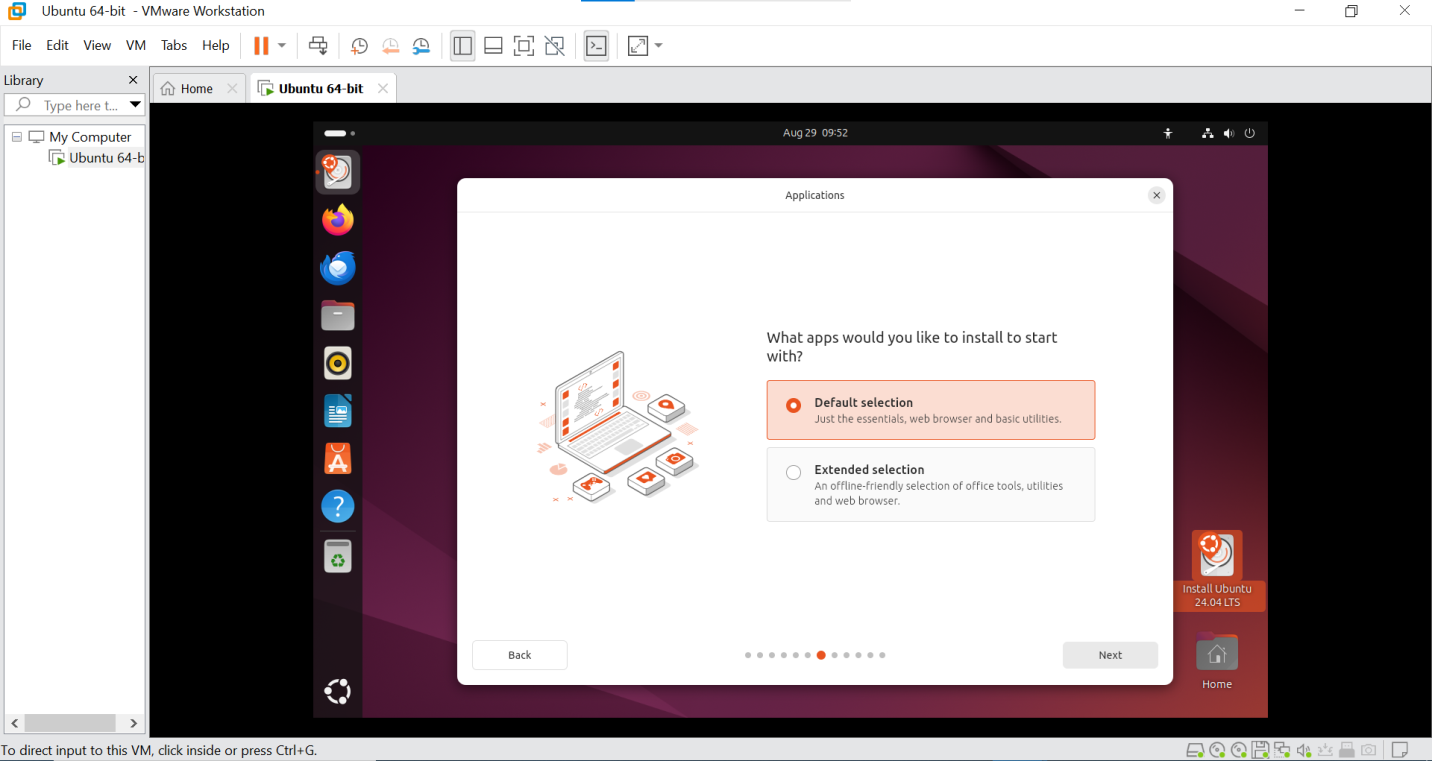 Ubuntu 64-bit - VMware Workstation
File Edit View VM Tabs Help
Library
Type here t...
My Computer
Ubuntu 64-b
Home
Ubuntu 64-bit
Aug 29 09:52
Applications
What apps would you like to install to start
with?
Default selection
Just the essentials, web browser and basic utilities.
Extended selection
An offline-friendly selection of office tools, utilities
and web browser.
Back
Next
Install Ubuntu
24.04 LTS
Home
To direct input to this VM, click inside or press Ctrl+G.